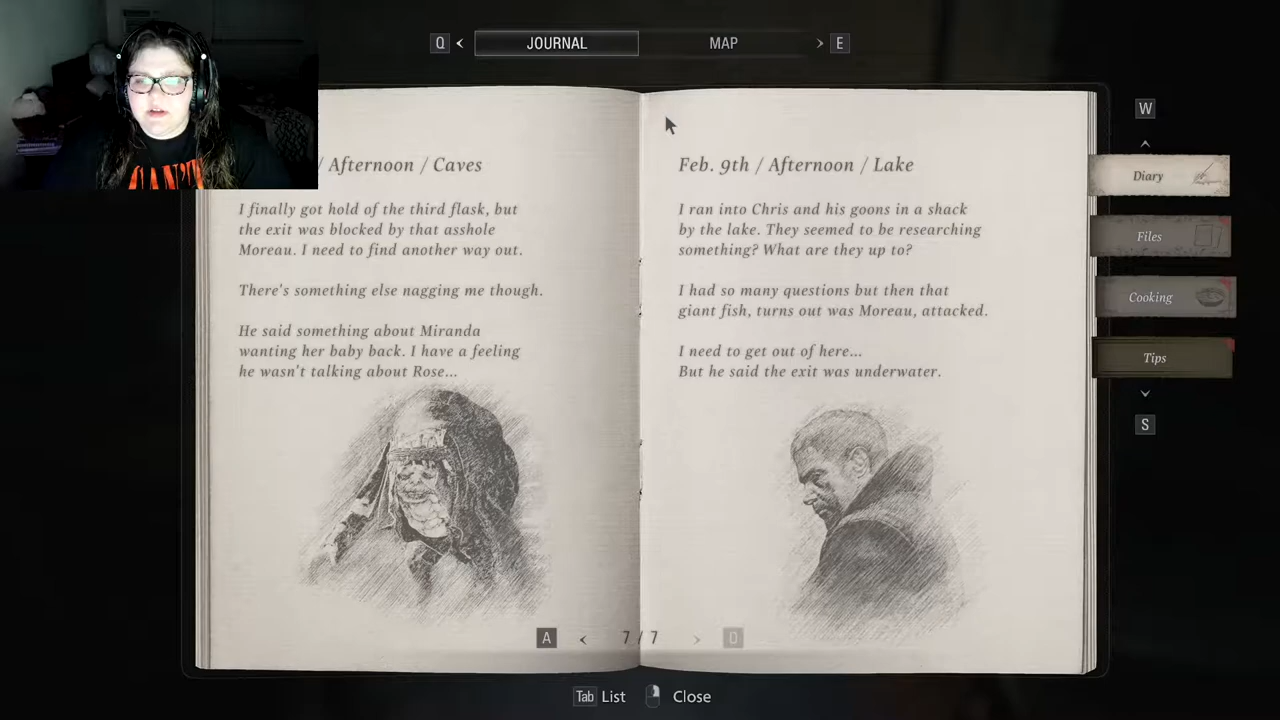 Q
JOURNAL
MAP
E
W
/ Afternoon / Caves
I finally got hold of the third flask, but
the exit was blocked by that asshole
Moreau. I need to find another way out.
There's something else nagging me though.
He said something about Miranda
wanting her baby back. I have a feeling
he wasn't talking about Rose...
Feb. 9th / Afternoon / Lake
I ran into Chris and his goons in a shack
by the lake. They seemed to be researching
something? What are they up to?
I had so many questions but then that
giant fish, turns out was Moreau, attacked.
I need to get out of here...
But he said the exit was underwater.
Diary
Files
Cooking
Tips
S
A
7 / 7
D
Tab List
Close